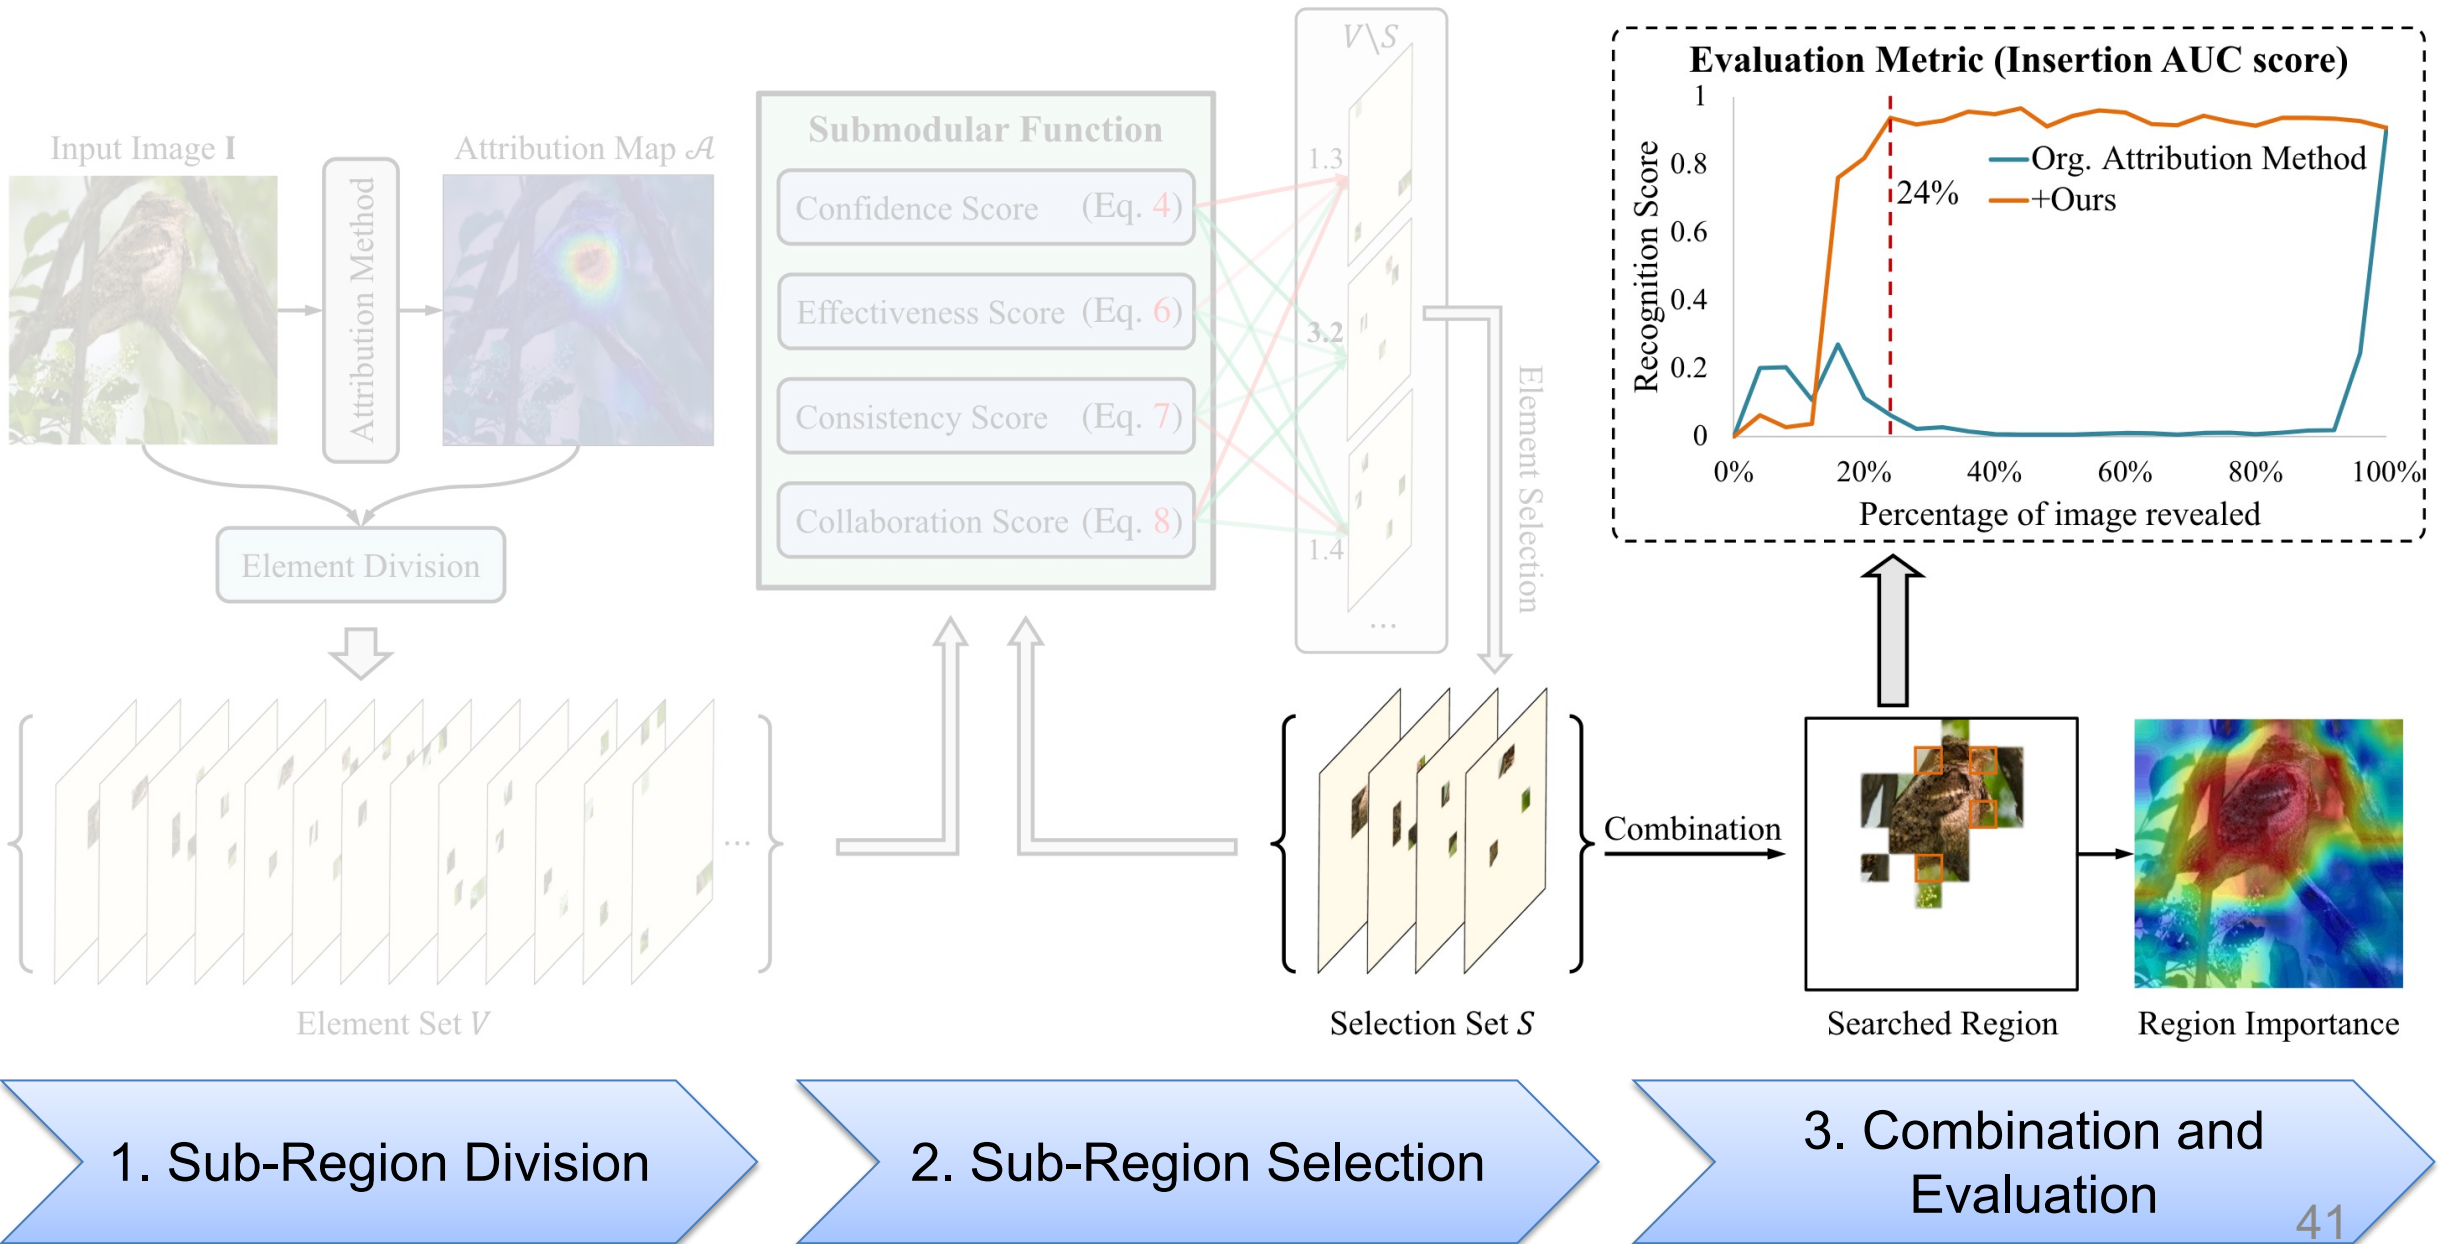 Input Image I
Attribution Method
Attribution Map 𝒜
Element Division
Element Set V
Submodular Function
Confidence Score (Eq. 4)
Effectiveness Score (Eq. 6)
Consistency Score (Eq. 7)
Collaboration Score (Eq. 8)
V\S
1.3
3.2
1.4
...
Element Selection
...
Selection Set S
Combination
Searched Region
Region Importance
Evaluation Metric (Insertion AUC score)
Recognition Score
1
0.8
0.6
0.4
0.2
0
Org. Attribution Method
+Ours
24%
0% 20% 40% 60% 80% 100%
Percentage of image revealed
1. Sub-Region Division
2. Sub-Region Selection
3. Combination and
Evaluation
41